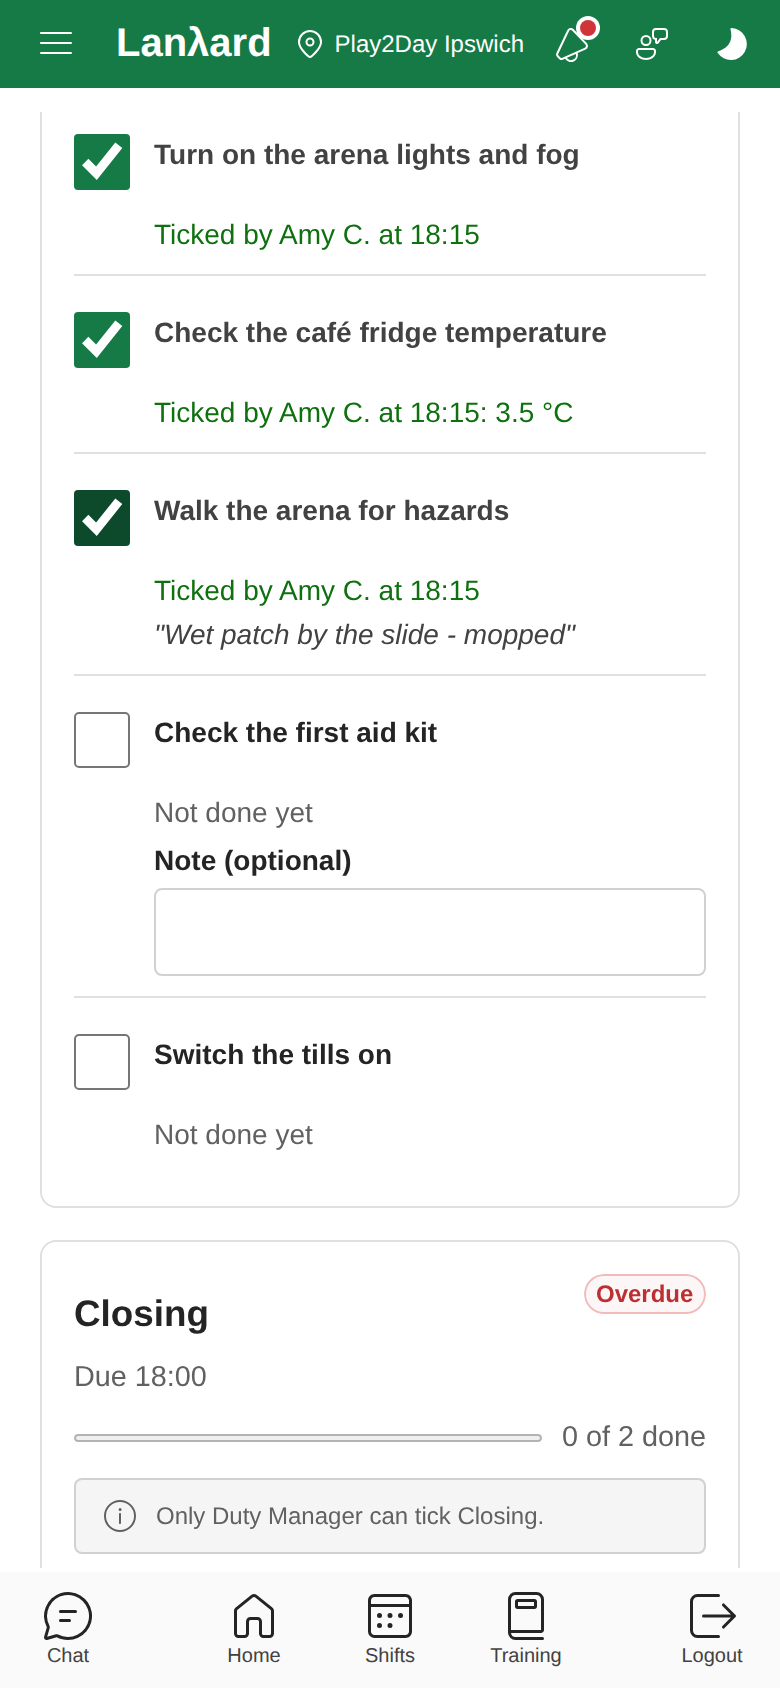 Lanλard
Play2Day Ipswich
Turn on the arena lights and fog
Ticked by Amy C. at 18:15
Check the café fridge temperature
Ticked by Amy C. at 18:15: 3.5 °C
Walk the arena for hazards
Ticked by Amy C. at 18:15
"Wet patch by the slide - mopped"
Check the first aid kit
Not done yet
Note (optional)
Switch the tills on
Not done yet
Closing
Overdue
Due 18:00
0 of 2 done
Only Duty Manager can tick Closing.
Chat
Home
Shifts
Training
Logout